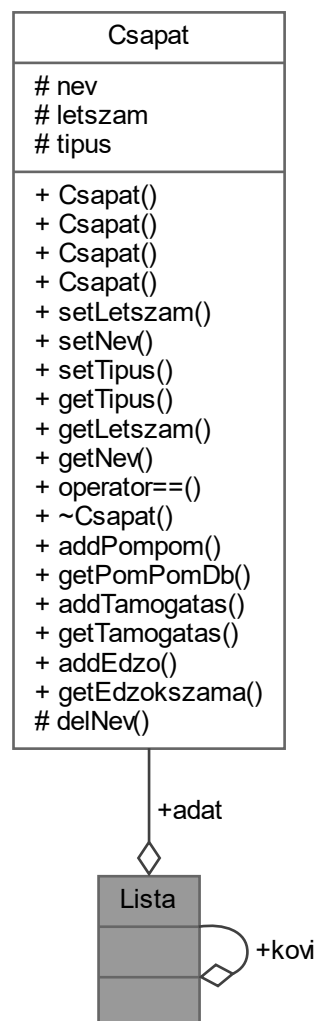 Csapat
# nev
# letszam
# tipus
+ Csapat()
+ Csapat()
+ Csapat()
+ Csapat()
+ setLetszam()
+ setNev()
+ setTipus()
+ getTipus()
+ getLetszam()
+ getNev()
+ operator==()
+ ~Csapat()
+ addPompom()
+ getPomPomDb()
+ addTamogatas()
+ getTamogatas()
+ addEdzo()
+ getEdzokszama()
# delNev()
+adat
Lista
+kovi